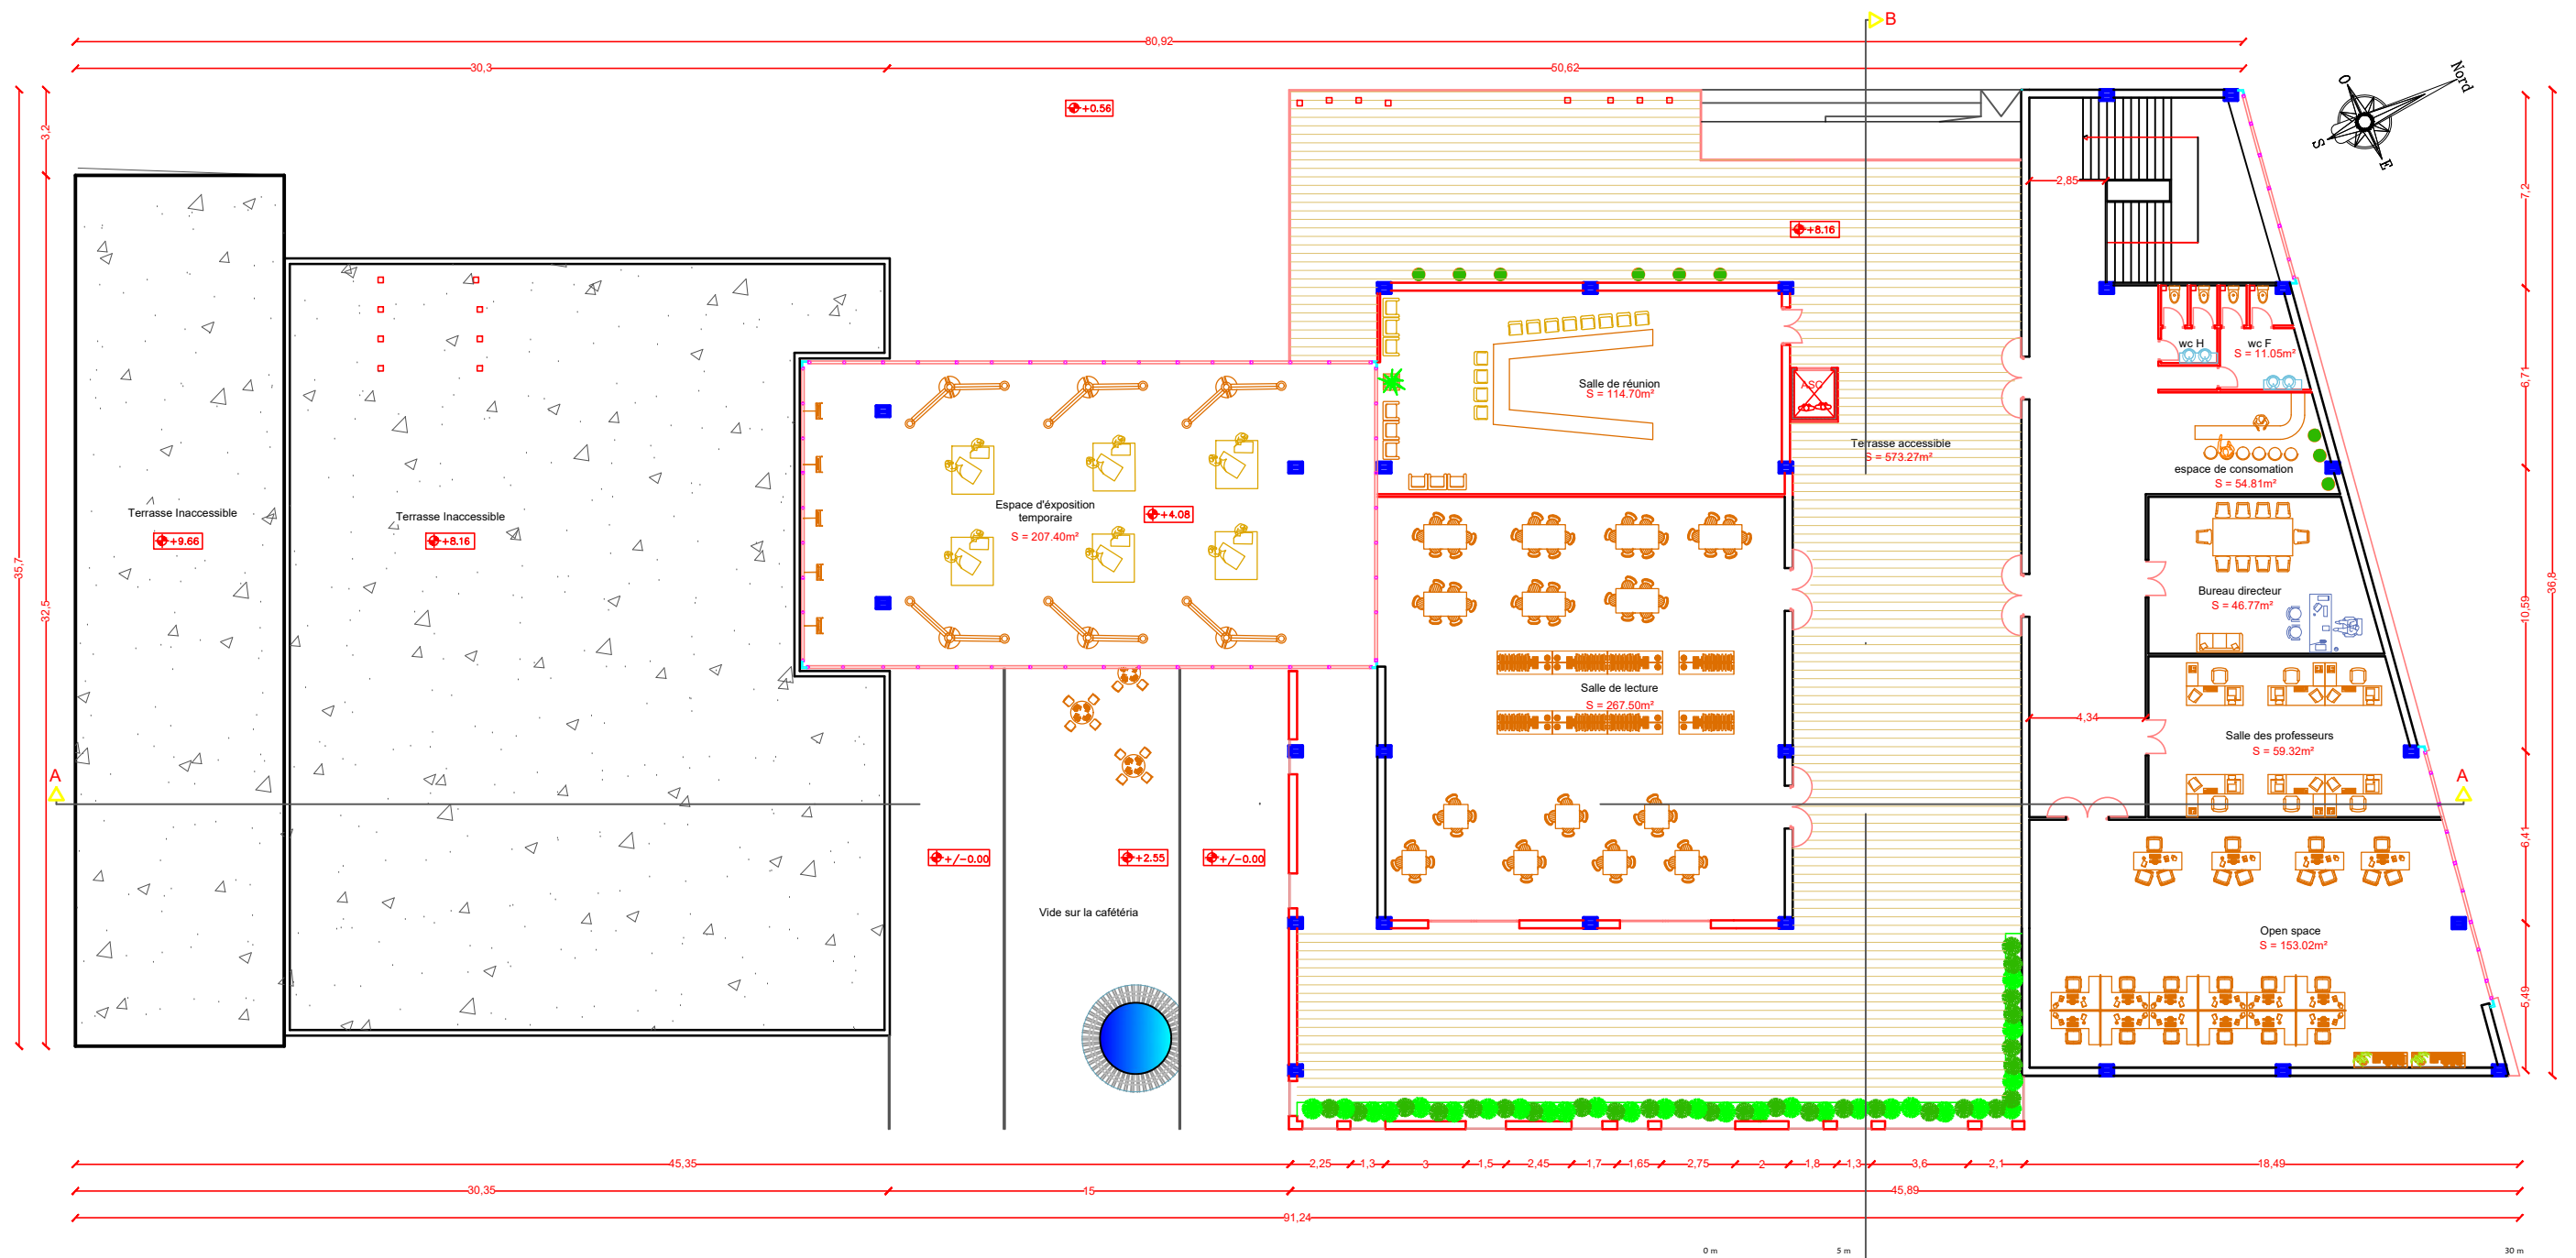 B
80,92
30,3
50,62
Nord
O
S
E
+0.56
3,2
7,2
2,85
+8.16
wc H
wc F
S = 11.05m²
Salle de réunion
S = 114.70m²
ASC
6,71
Terrasse accessible
S = 573.27m²
espace de consomation
S = 54.81m²
Espace d'éxposition
temporaire
S = 207.40m²
+4.08
Terrasse Inaccessible
+9.66
Terrasse Inaccessible
+8.16
35,7
32,5
36,8
10,59
Bureau directeur
S = 46.77m²
Salle de lecture
S = 267.50m²
4,34
Salle des professeurs
S = 59.32m²
A
A
6,41
+/-0.00
+2.55
+/-0.00
Vide sur la cafétéria
Open space
S = 153.02m²
5,49
45,35
2,25
1,3
3
1,5
2,45
1,7
1,65
2,75
2
1,8
1,3
3,6
2,1
18,49
30,35
15
45,89
91,24
0 m
5 m
30 m